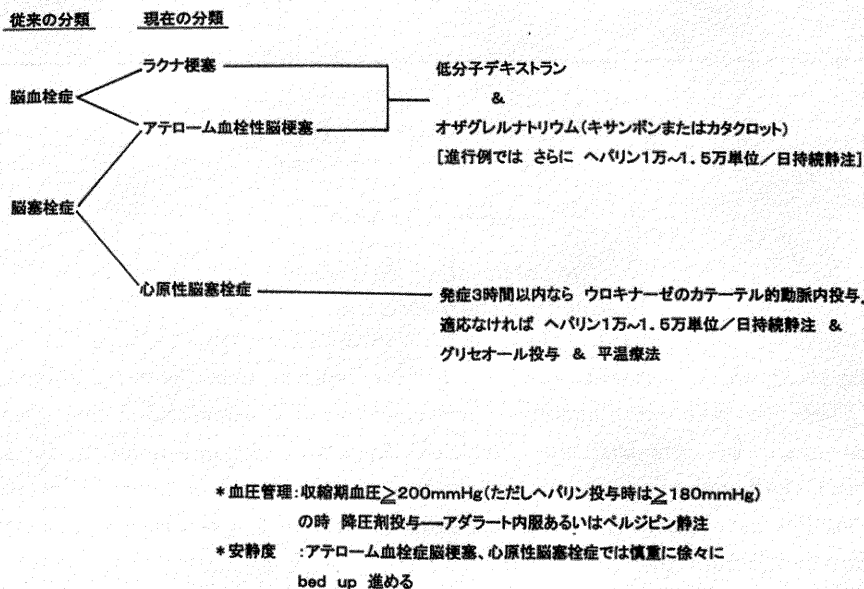 従来の分類 現在の分類
ラクナ梗塞
脳血栓症
アテローム血栓性脳梗塞
脳塞栓症
心原性脳塞栓症
低分子デキストラン
&
オザグレルナトリウム(キサンボンまたはカタクロット)
[進行例では さらに ヘパリン1万~1.5万単位/日持続静注]
発症3時間以内なら ウロキナーゼのカテーテル的動脈内投与.
適応なければ ヘパリン1万~1.5万単位/日持続静注 &
グリセオール投与 & 平温療法
*血圧管理:収縮期血圧≧200mmHg(ただしヘパリン投与時は≧180mmHg)
の時 降圧剤投与──アダラート内服あるいはペルジピン静注
*安静度 :アテローム血栓症脳梗塞、心原性脳塞栓症では慎重に徐々に
bed up 進める